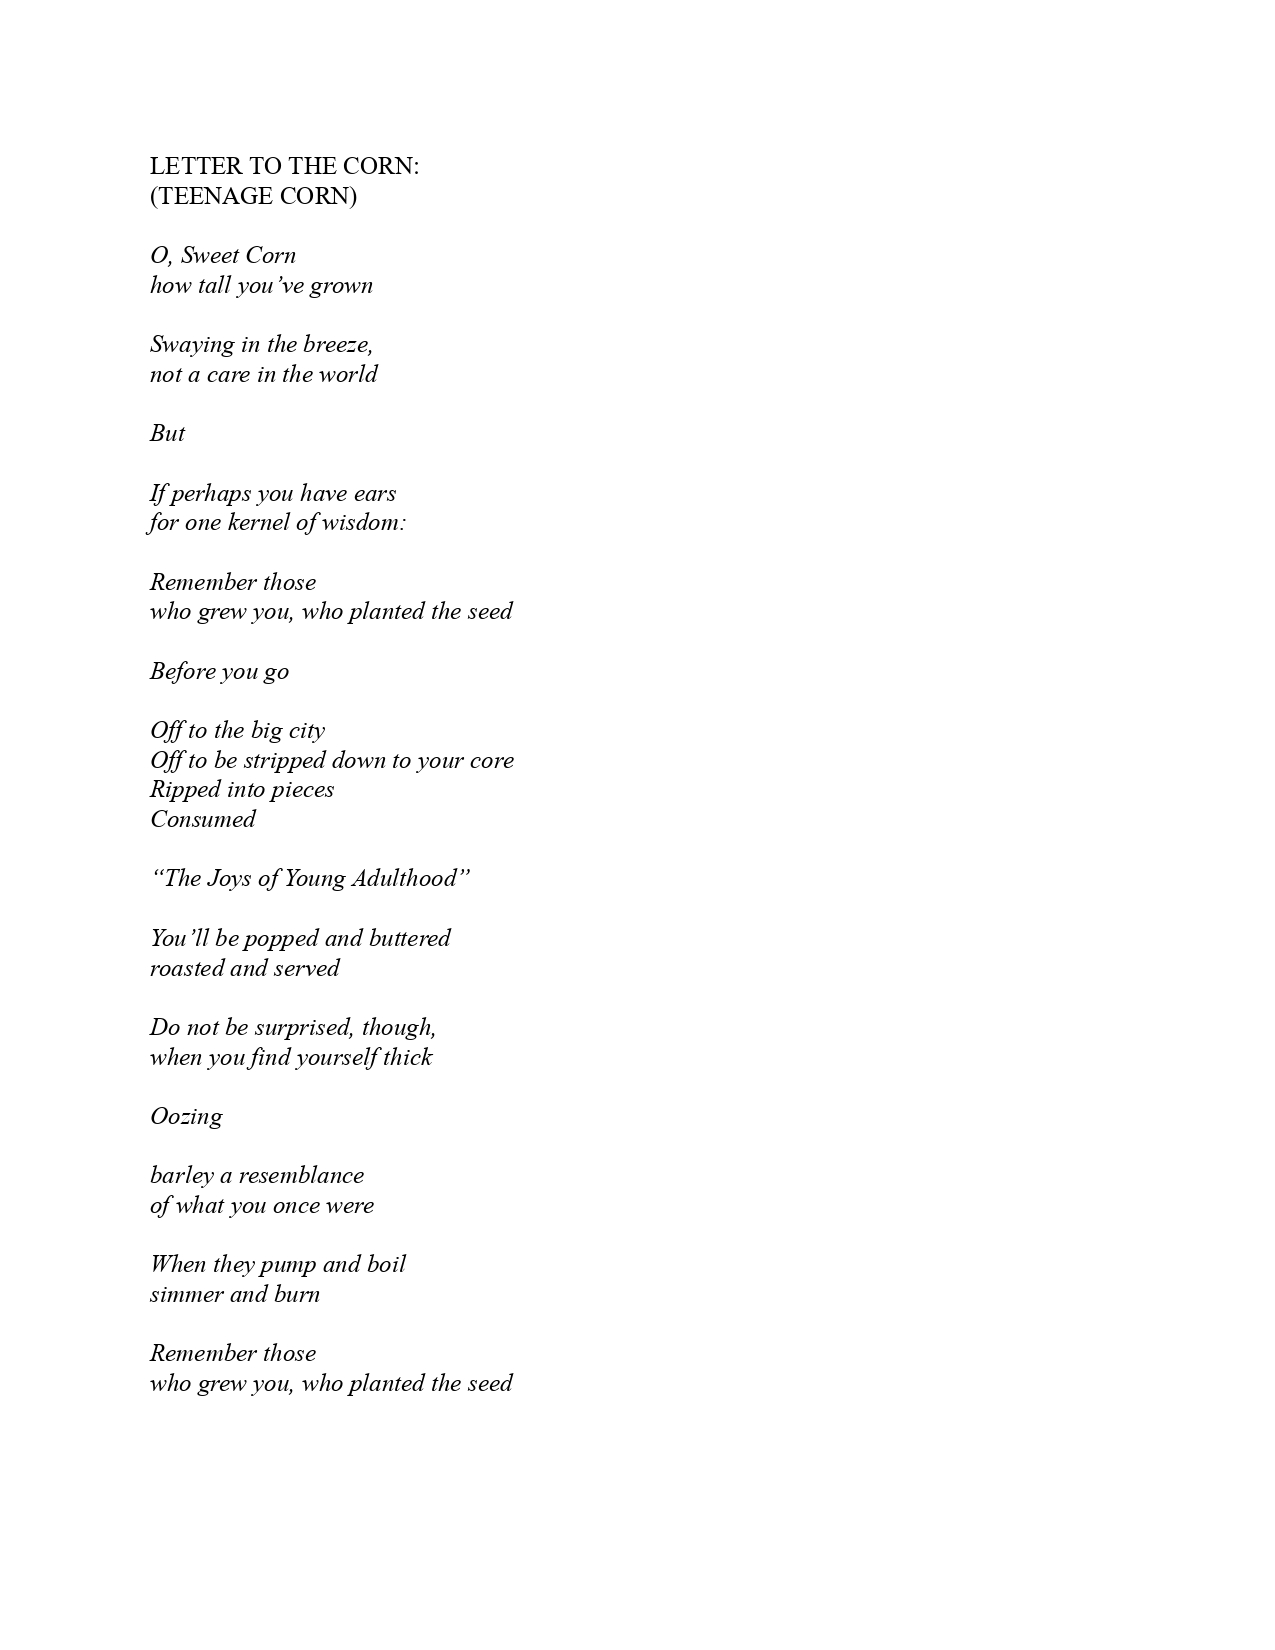 LETTER TO THE CORN:
(TEENAGE CORN)
O, Sweet Corn
how tall you’ve grown
Swaying in the breeze,
not a care in the world
But
If perhaps you have ears
for one kernel of wisdom:
Remember those
who grew you, who planted the seed
Before you go
Off to the big city
Off to be stripped down to your core
Ripped into pieces
Consumed
“The Joys of Young Adulthood”
You’ll be popped and buttered
roasted and served
Do not be surprised, though,
when you find yourself thick
Oozing
barley a resemblance
of what you once were
When they pump and boil
simmer and burn
Remember those
who grew you, who planted the seed